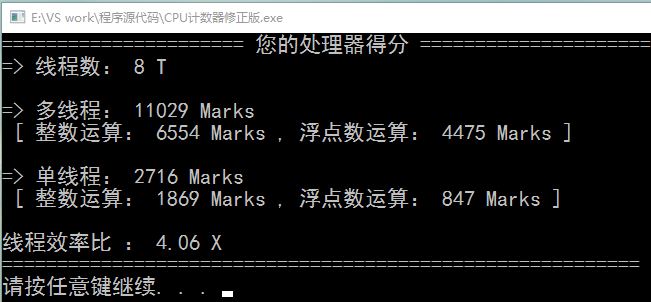 E:\VS work\程序源代码\CPU计数器修正版.exe
===================== 您的处理器得分 ====================
=> 线程数： 8 T
=> 多线程： 11029 Marks
[ 整数运算： 6554 Marks , 浮点数运算： 4475 Marks ]
=> 单线程： 2716 Marks
[ 整数运算： 1869 Marks , 浮点数运算： 847 Marks ]
线程效率比 ： 4.06 X
==========================================================
请按任意键继续. . .